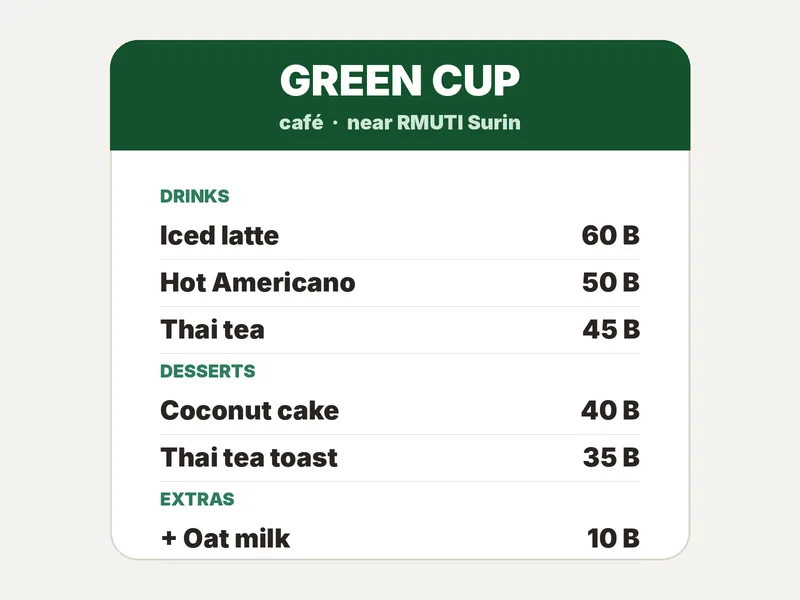 GREEN CUP
café · near RMUTI Surin
DRINKS
Iced latte 60 B
Hot Americano 50 B
Thai tea 45 B
DESSERTS
Coconut cake 40 B
Thai tea toast 35 B
EXTRAS
+ Oat milk 10 B